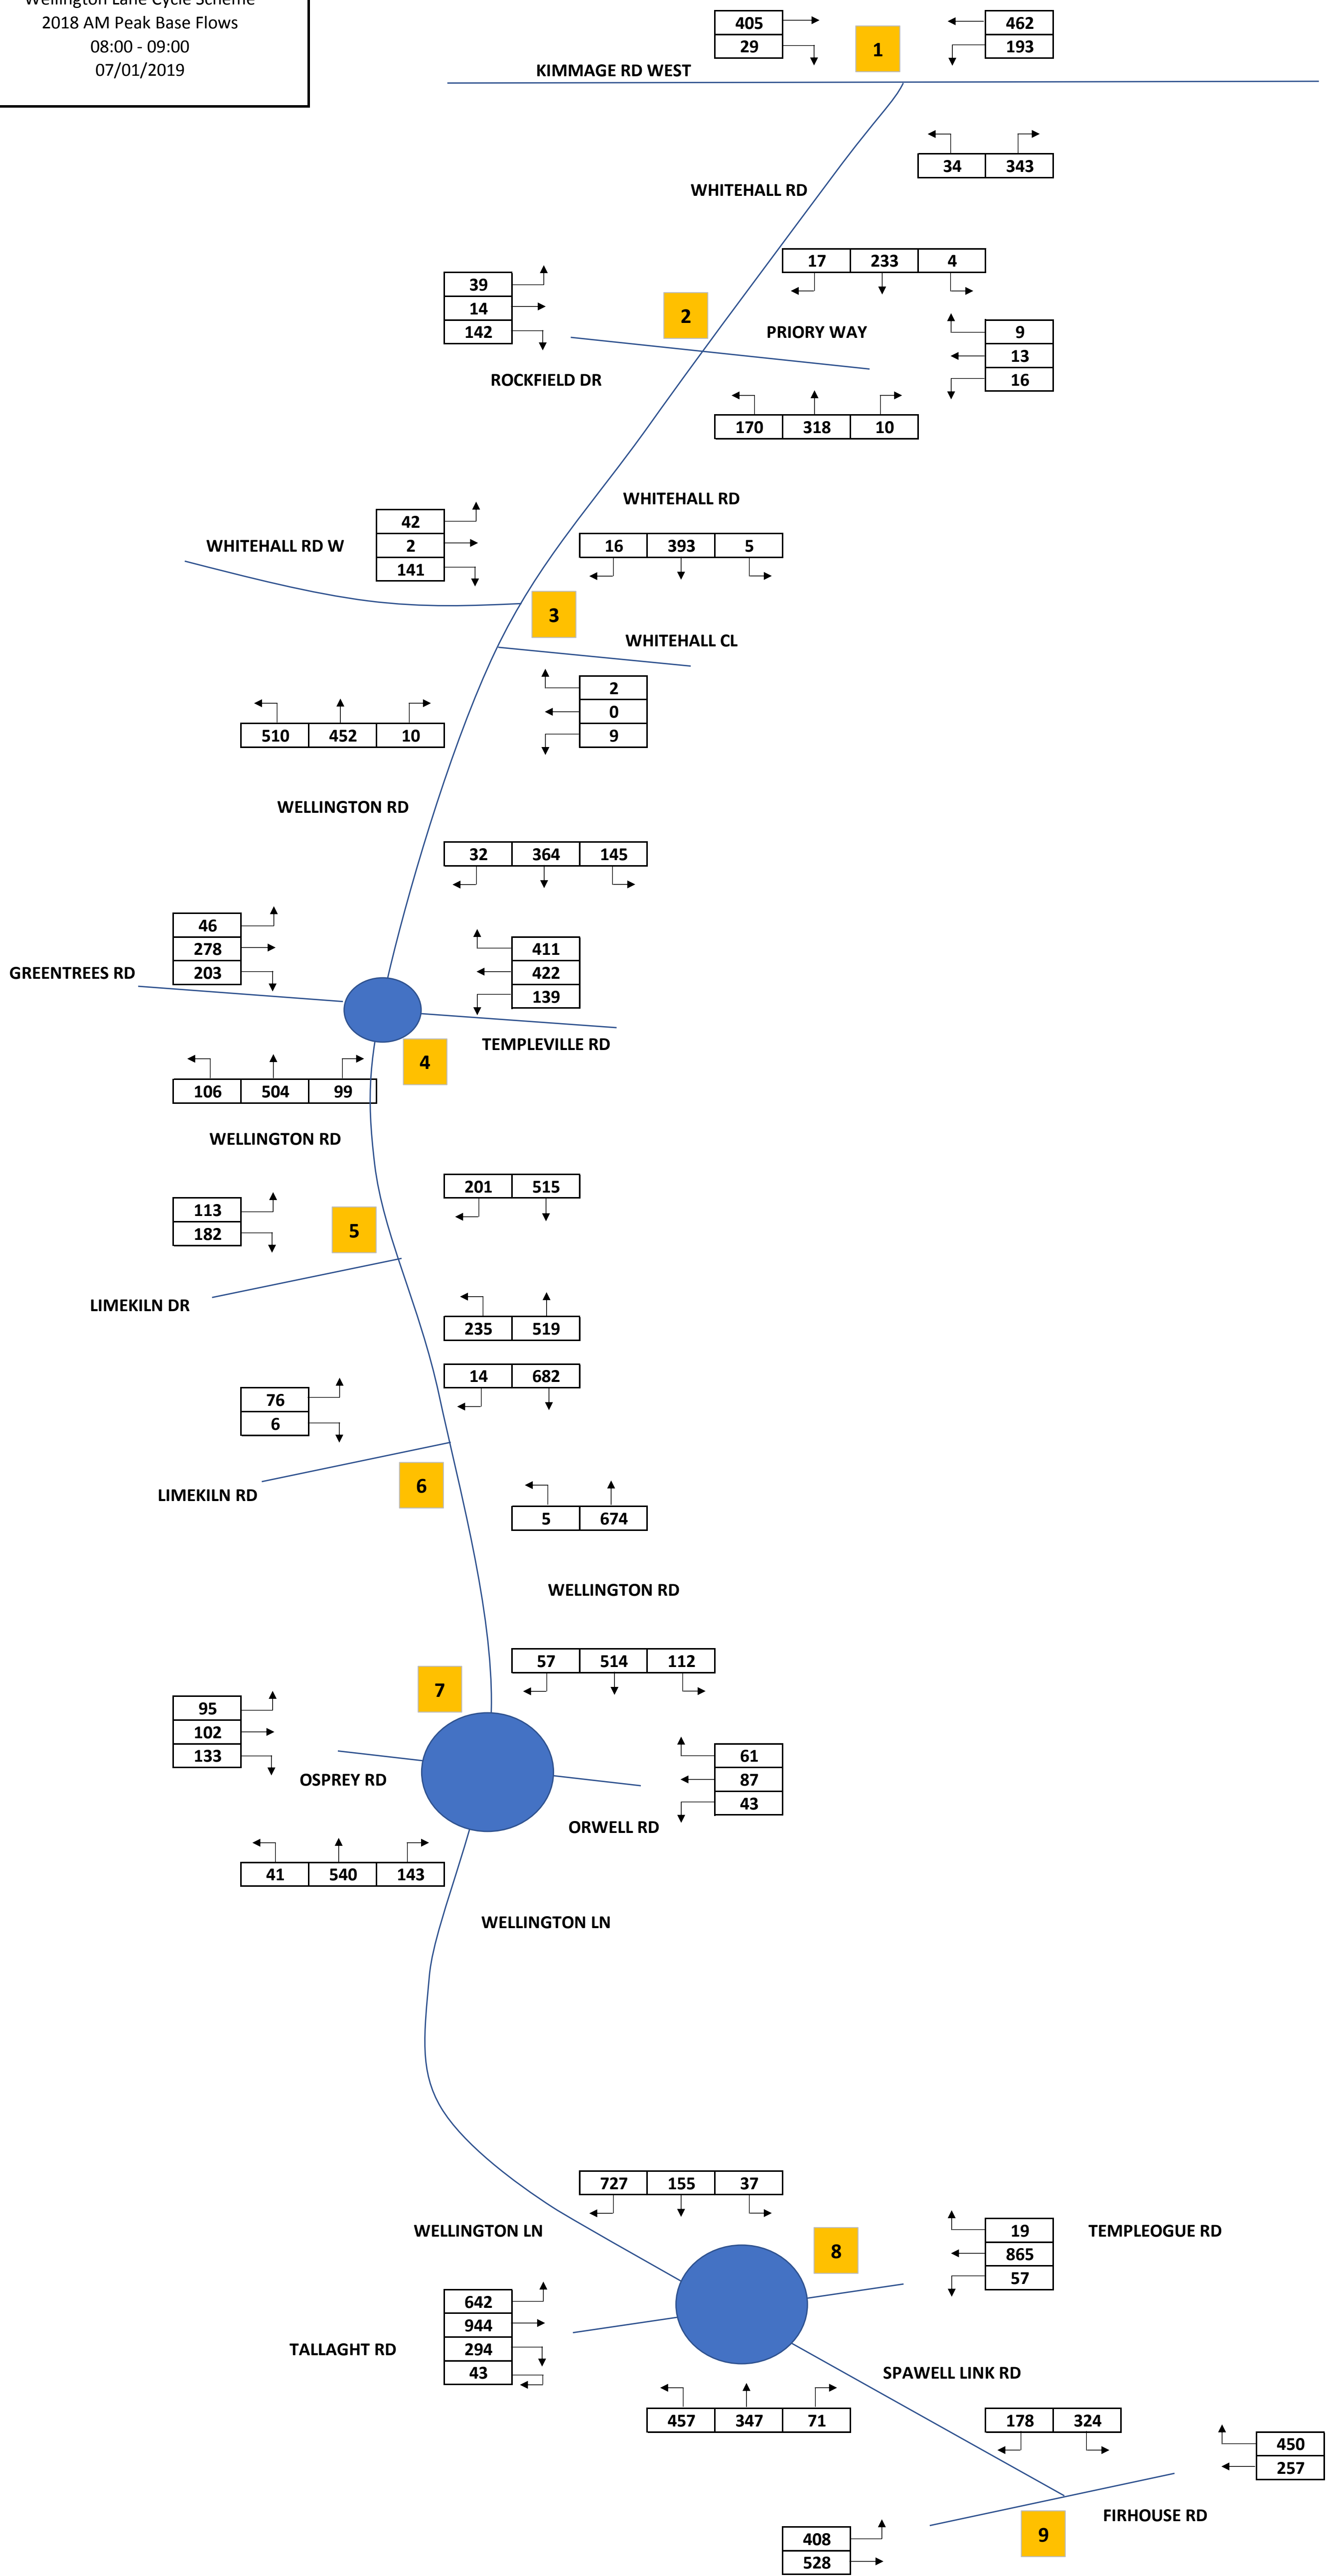 Wellington Lane Cycle Scheme
2018 AM Peak Base Flows
08:00 - 09:00
07/01/2019
405
29
1
462
193
KIMMAGE RD WEST
34 343
WHITEHALL RD
17 233 4
39
14
142
2
PRIORY WAY
9
13
16
ROCKFIELD DR
170 318 10
WHITEHALL RD
42
2
141
WHITEHALL RD W
16 393 5
3
WHITEHALL CL
2
0
9
510 452 10
WELLINGTON RD
32 364 145
46
278
203
411
422
139
GREENTREES RD
TEMPLEVILLE RD
4
106 504 99
WELLINGTON RD
201 515
113
182
5
LIMEKILN DR
235 519
14 682
76
6
6
LIMEKILN RD
5 674
WELLINGTON RD
57 514 112
7
95
102
133
OSPREY RD
61
87
43
ORWELL RD
41 540 143
WELLINGTON LN
727 155 37
WELLINGTON LN
8
19
865
57
TEMPLEOGUE RD
642
944
294
43
TALLAGHT RD
SPAWELL LINK RD
457 347 71
178 324
450
257
FIRHOUSE RD
9
408
528